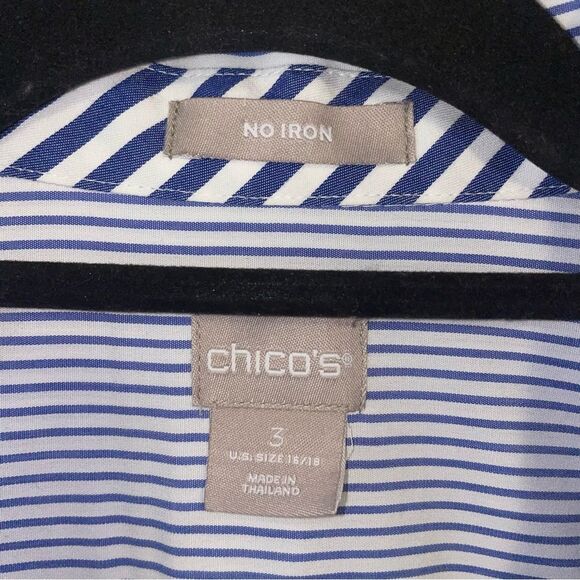 NO IRON
chico's®
3
U.S. SIZE 16/18
MADE IN
THAILAND